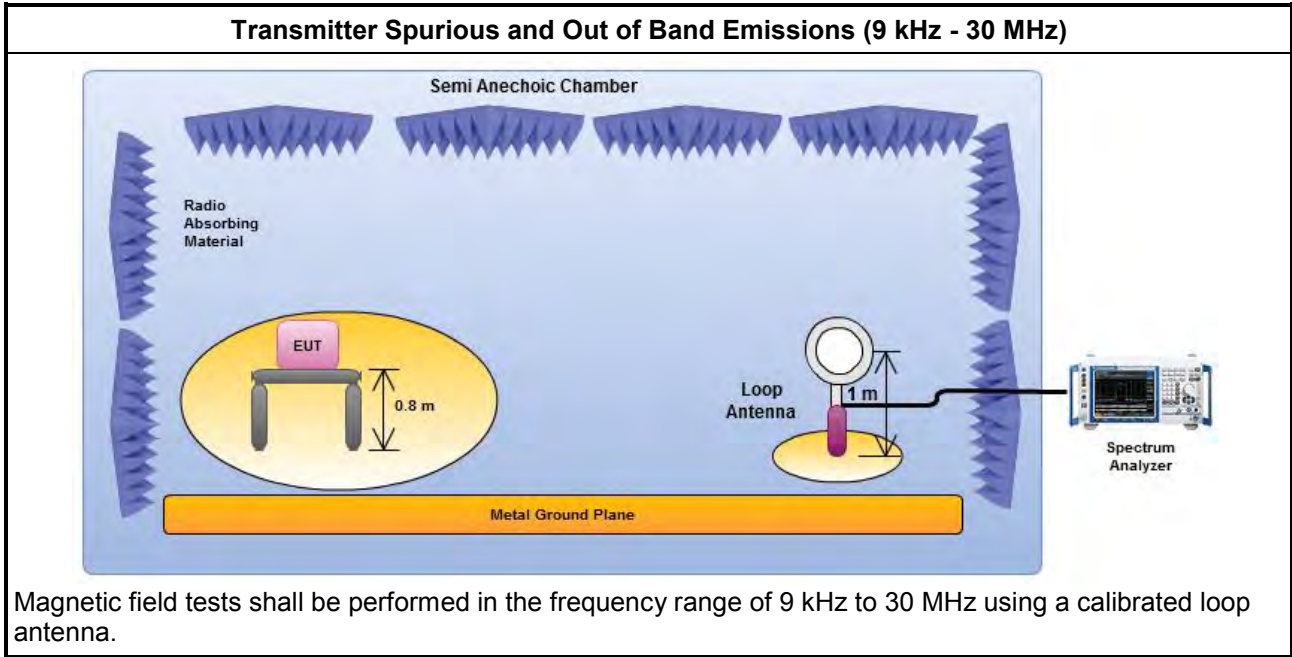 Transmitter Spurious and Out of Band Emissions (9 kHz - 30 MHz)
Semi Anechoic Chamber
Radio
Absorbing
Material
EUT
0.8 m
Loop
Antenna
1 m
Spectrum
Analyzer
Metal Ground Plane
Magnetic field tests shall be performed in the frequency range of 9 kHz to 30 MHz using a calibrated loop
antenna.